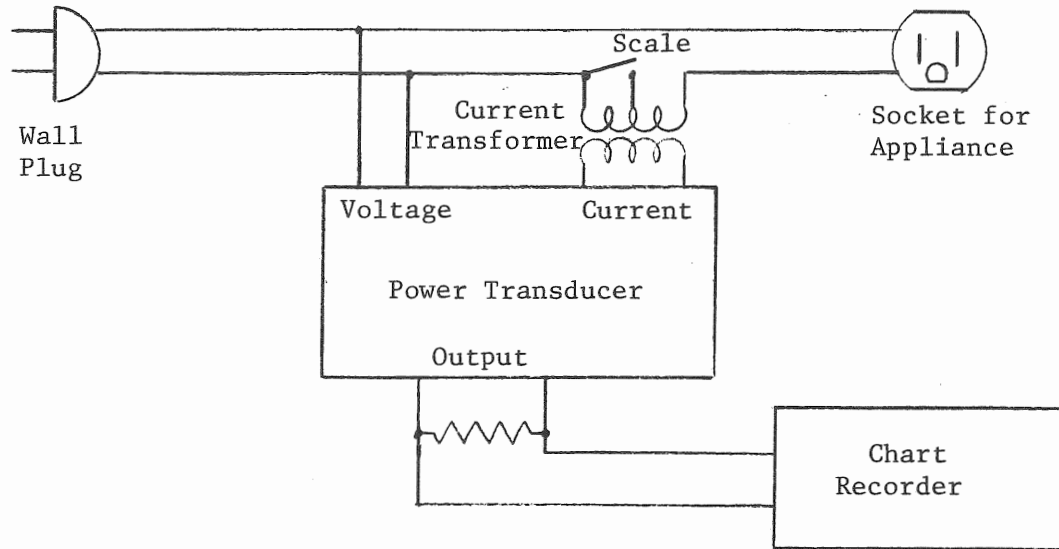 Scale
Wall
Plug
Current
Transformer
Socket for
Appliance
Voltage
Current
Power Transducer
Output
Chart
Recorder